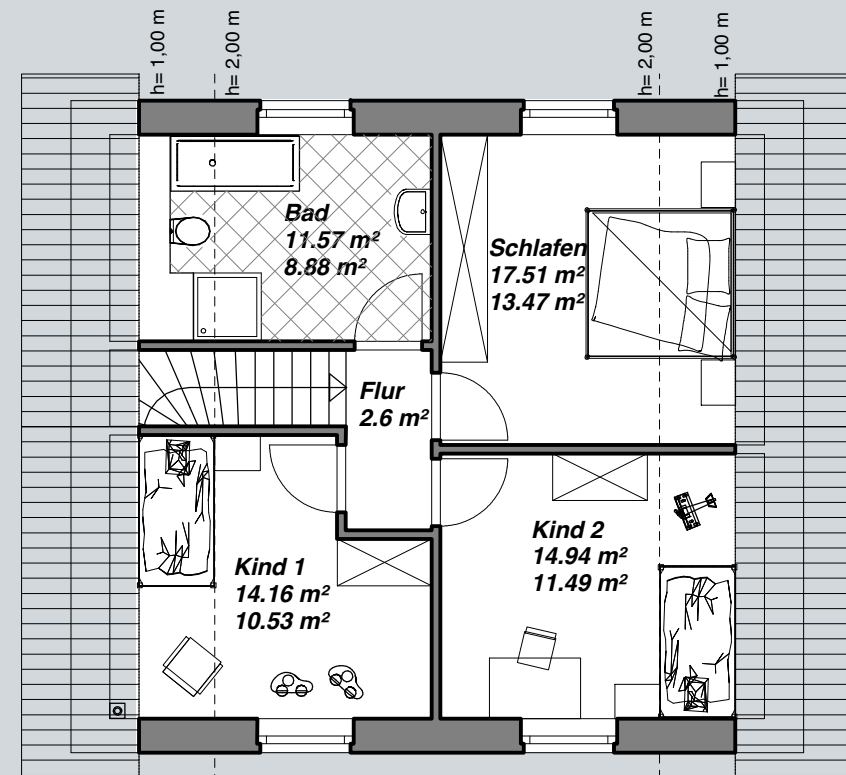 h= 1,00 m
h= 2,00 m
h= 2,00 m
h= 1,00 m
Bad
11.57 m²
8.88 m²
Schlafen
17.51 m²
13.47 m²
Flur
2.6 m²
Kind 1
14.16 m²
10.53 m²
Kind 2
14.94 m²
11.49 m²